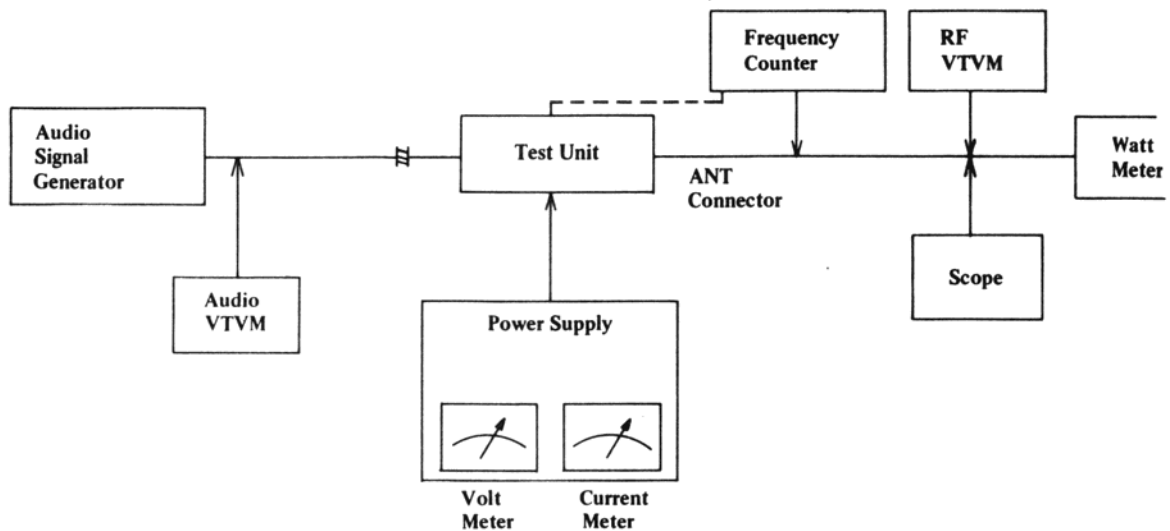 Frequency
Counter
RF
VTVM
Audio
Signal
Generator
Test Unit
Watt
Meter
ANT
Connector
Audio
VTVM
Scope
Power Supply
Volt
Meter
Current
Meter